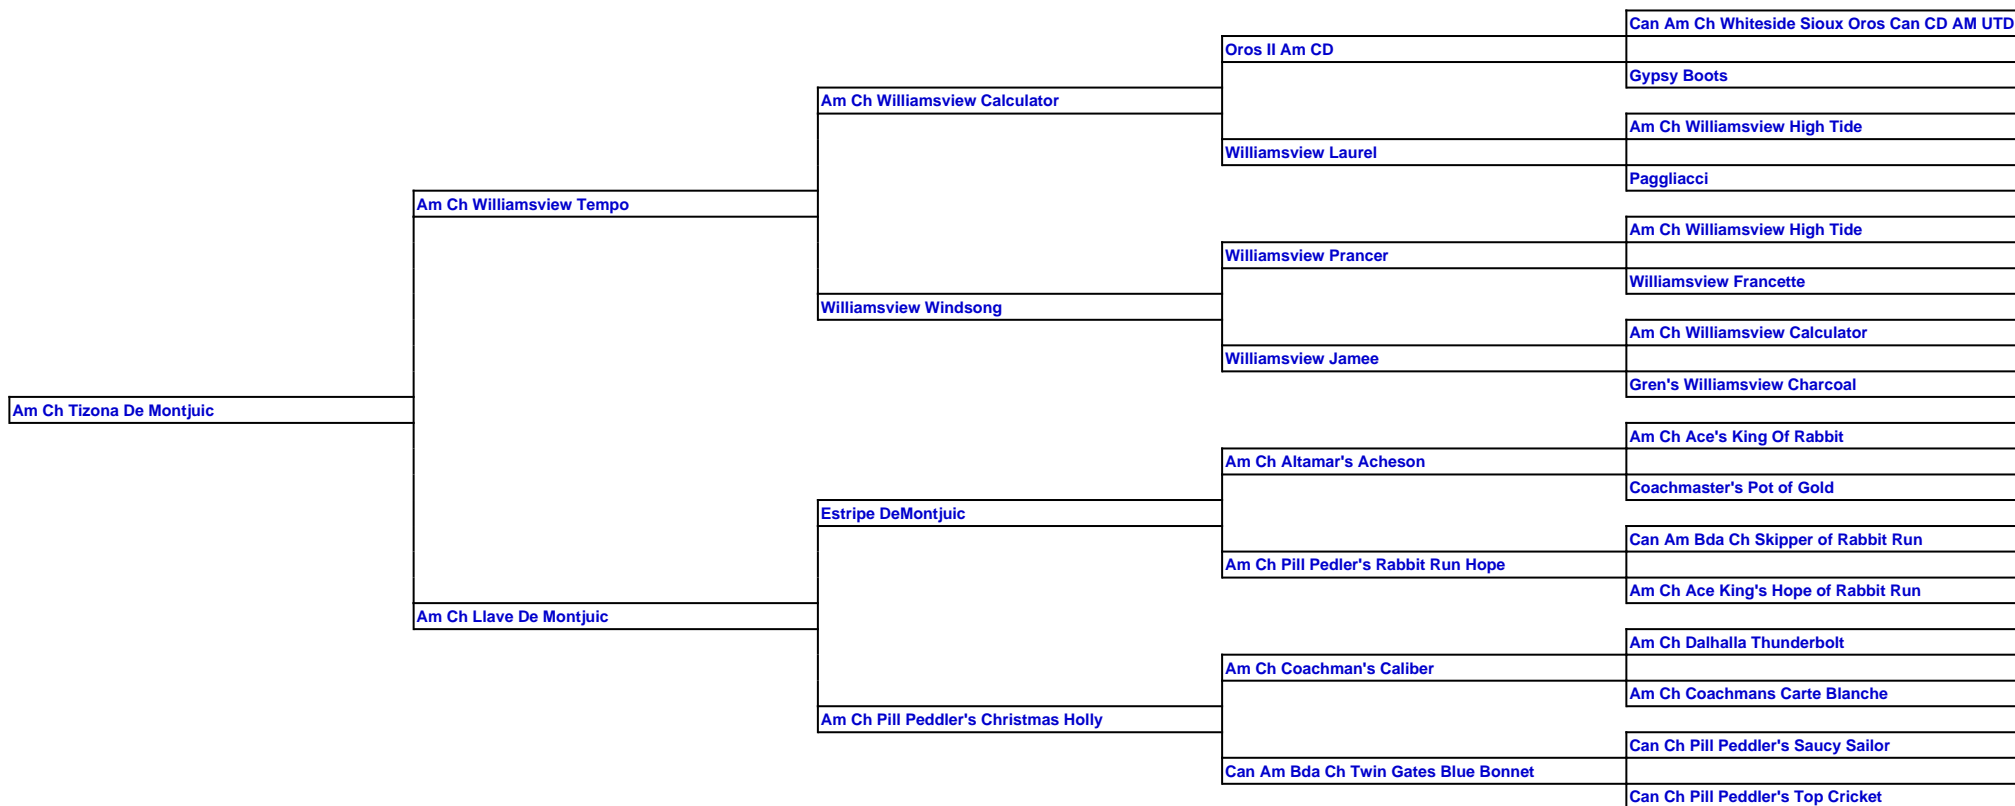 Can Am Ch Whiteside Sioux Oros Can CD AM UTD
Oros II Am CD
Gypsy Boots
Am Ch Williamsview Calculator
Am Ch Williamsview High Tide
Williamsview Laurel
Paggliacci
Am Ch Williamsview Tempo
Am Ch Williamsview High Tide
Williamsview Prancer
Williamsview Francette
Williamsview Windsong
Am Ch Williamsview Calculator
Williamsview Jamee
Gren's Williamsview Charcoal
Am Ch Tizona De Montjuic
Am Ch Ace's King Of Rabbit
Am Ch Altamar's Acheson
Coachmaster's Pot of Gold
Estripe DeMontjuic
Can Am Bda Ch Skipper of Rabbit Run
Am Ch Pill Pedler's Rabbit Run Hope
Am Ch Ace King's Hope of Rabbit Run
Am Ch Llave De Montjuic
Am Ch Dalhalla Thunderbolt
Am Ch Coachman's Caliber
Am Ch Coachmans Carte Blanche
Am Ch Pill Peddler's Christmas Holly
Can Ch Pill Peddler's Saucy Sailor
Can Am Bda Ch Twin Gates Blue Bonnet
Can Ch Pill Peddler's Top Cricket